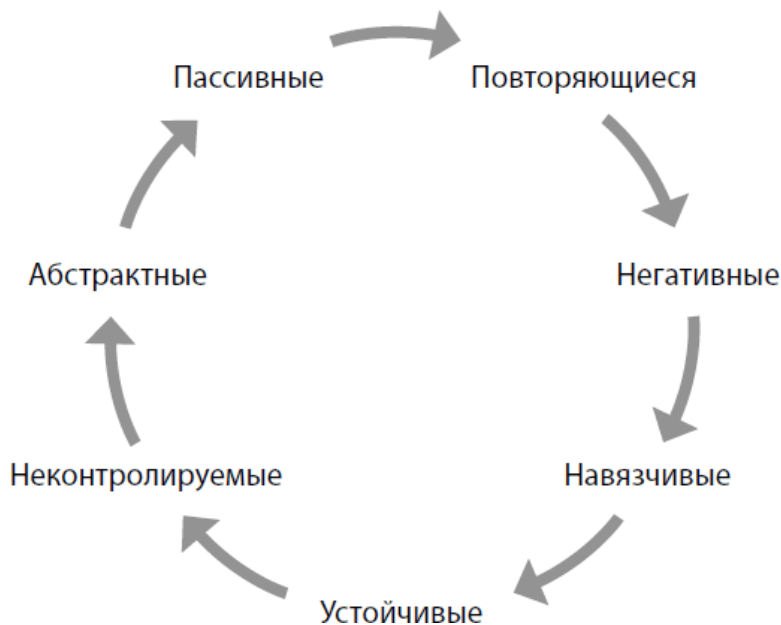 Пассивные
Повторяющиеся
Негативные
Навязчивые
Устойчивые
Неконтролируемые
Абстрактные